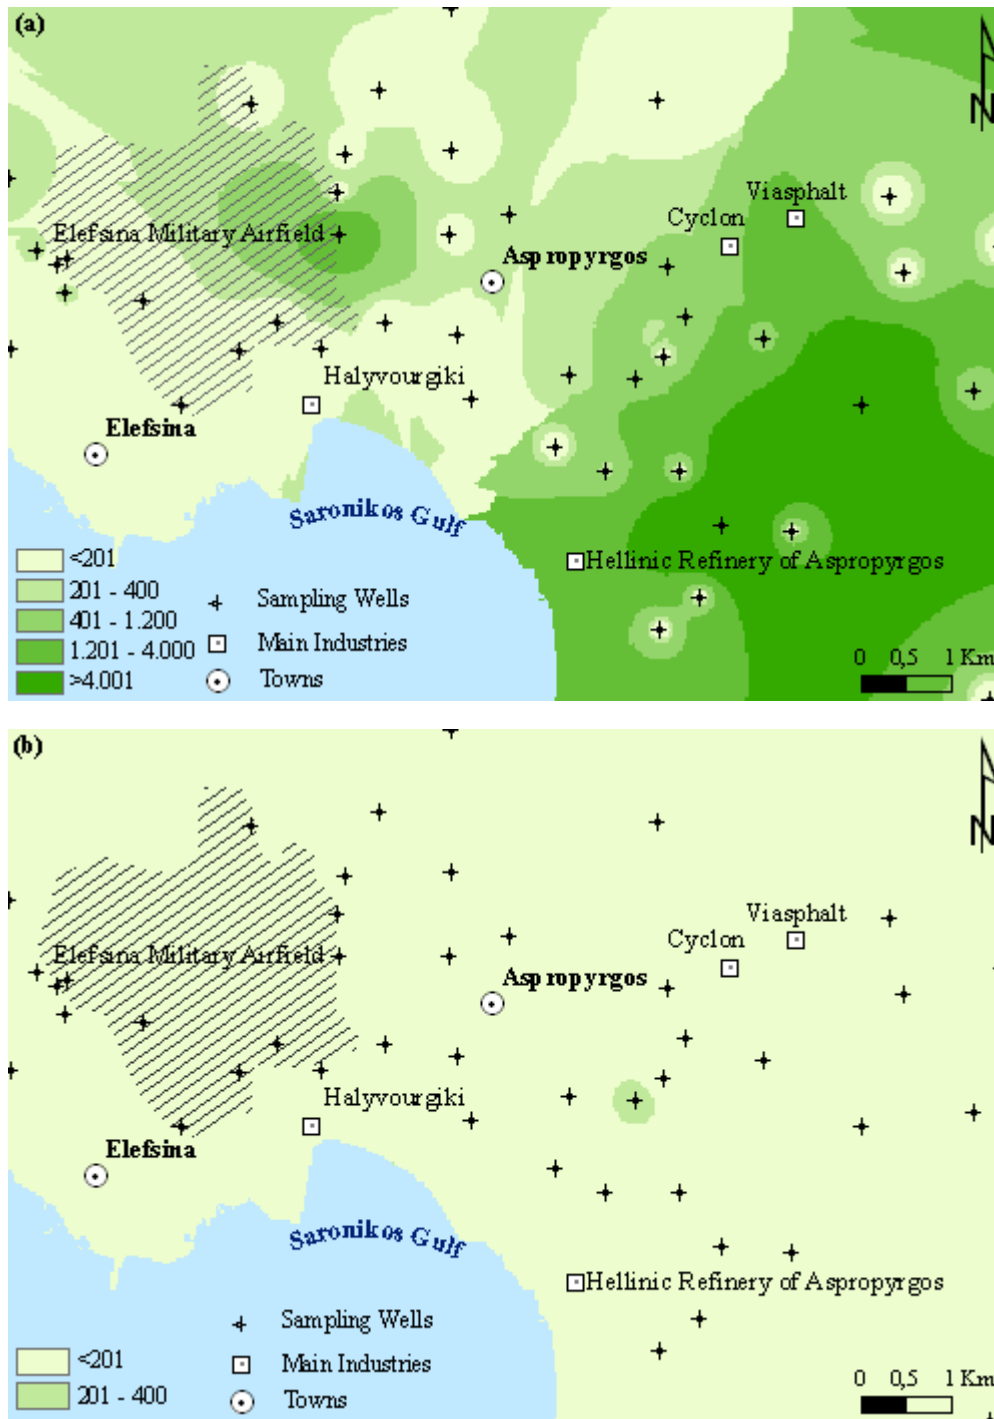 (a)
N
Viasphalt
Cyclon
Elefsina Military Airfield
Aspropyrgos
Halyvourgiki
Elefsina
Saronikos Gulf
<201
201 - 400
401 - 1.200
1.201 - 4.000
>4.001
Sampling Wells
Main Industries
Towns
Hellinic Refinery of Aspropyrgos
0 0,5 1 Km
(b)
N
Viasphalt
Cyclon
Elefsina Military Airfield
Aspropyrgos
Halyvourgiki
Elefsina
Saronikos Gulf
Hellinic Refinery of Aspropyrgos
Sampling Wells
<201
Main Industries
201 - 400
Towns
0 0,5 1 Km